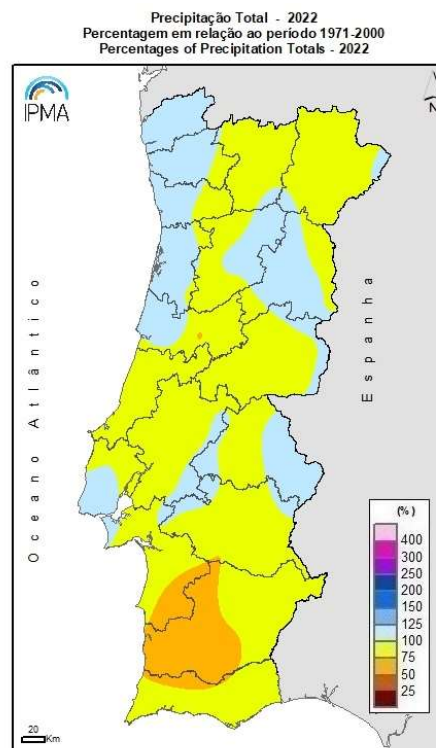 Precipitação Total - 2022
Percentagem em relação ao período 1971-2000
Percentages of Precipitation Totals - 2022
IPMA
N
Oceano Atlântico
Espanha
(%)
400
300
250
200
150
125
100
75
50
25
20
Km